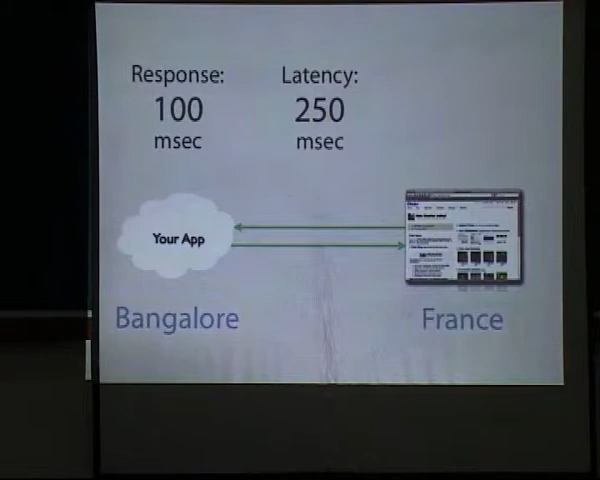 Response:
100
msec
Latency:
250
msec
Your App
Bangalore
France